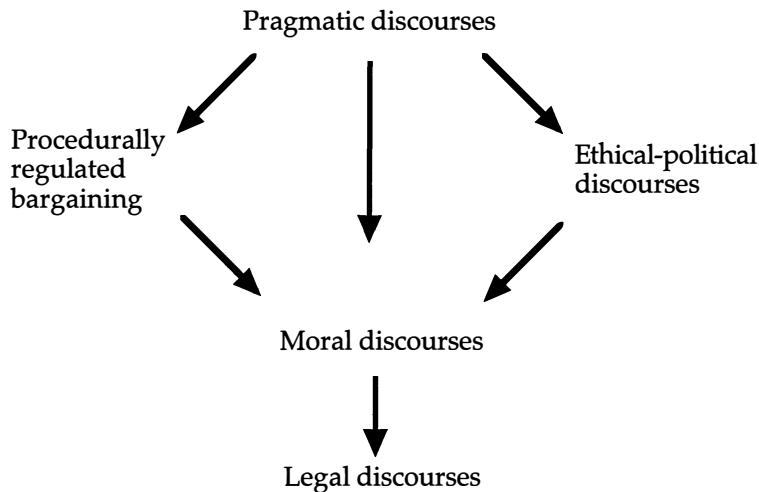 Pragmatic discourses
Procedurally
regulated
bargaining
Ethical-political
discourses
Moral discourses
Legal discourses